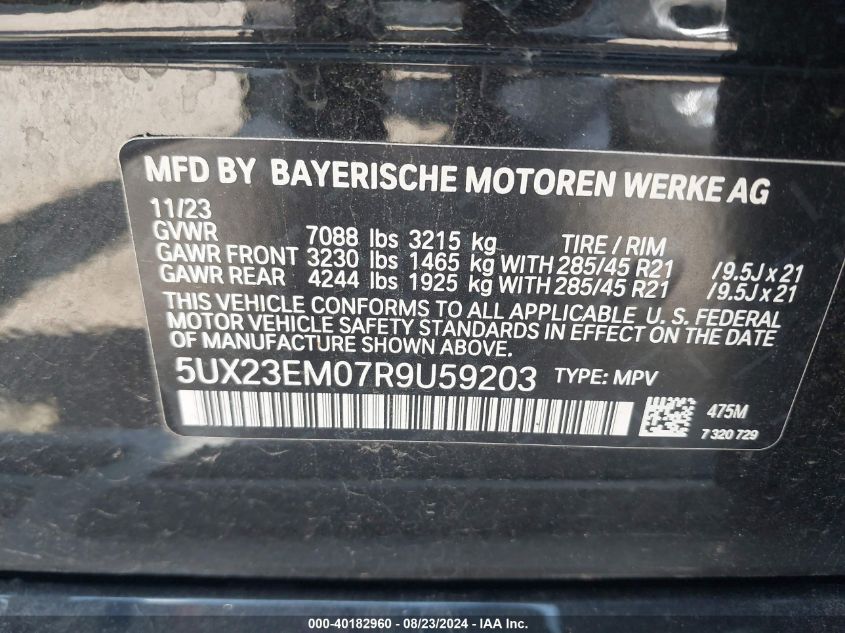 MFD BY BAYERISCHE MOTOREN WERKE AG
11/23
GVWR 7088 lbs 3215 kg TIRE / RIM
GAWR FRONT 3230 lbs 1465 kg WITH 285/45 R21 /9.5J x 21
GAWR REAR 4244 lbs 1925 kg WITH 285/45 R21 /9.5J x 21
THIS VEHICLE CONFORMS TO ALL APPLICABLE U. S. FEDERAL
MOTOR VEHICLE SAFETY STANDARDS IN EFFECT ON THE DATE
OF MANUFACTURE SHOWN ABOVE.
5UX23EM07R9U59203 TYPE: MPV
475M
7 320 729
000-40182960 - 08/23/2024 - IAA Inc.